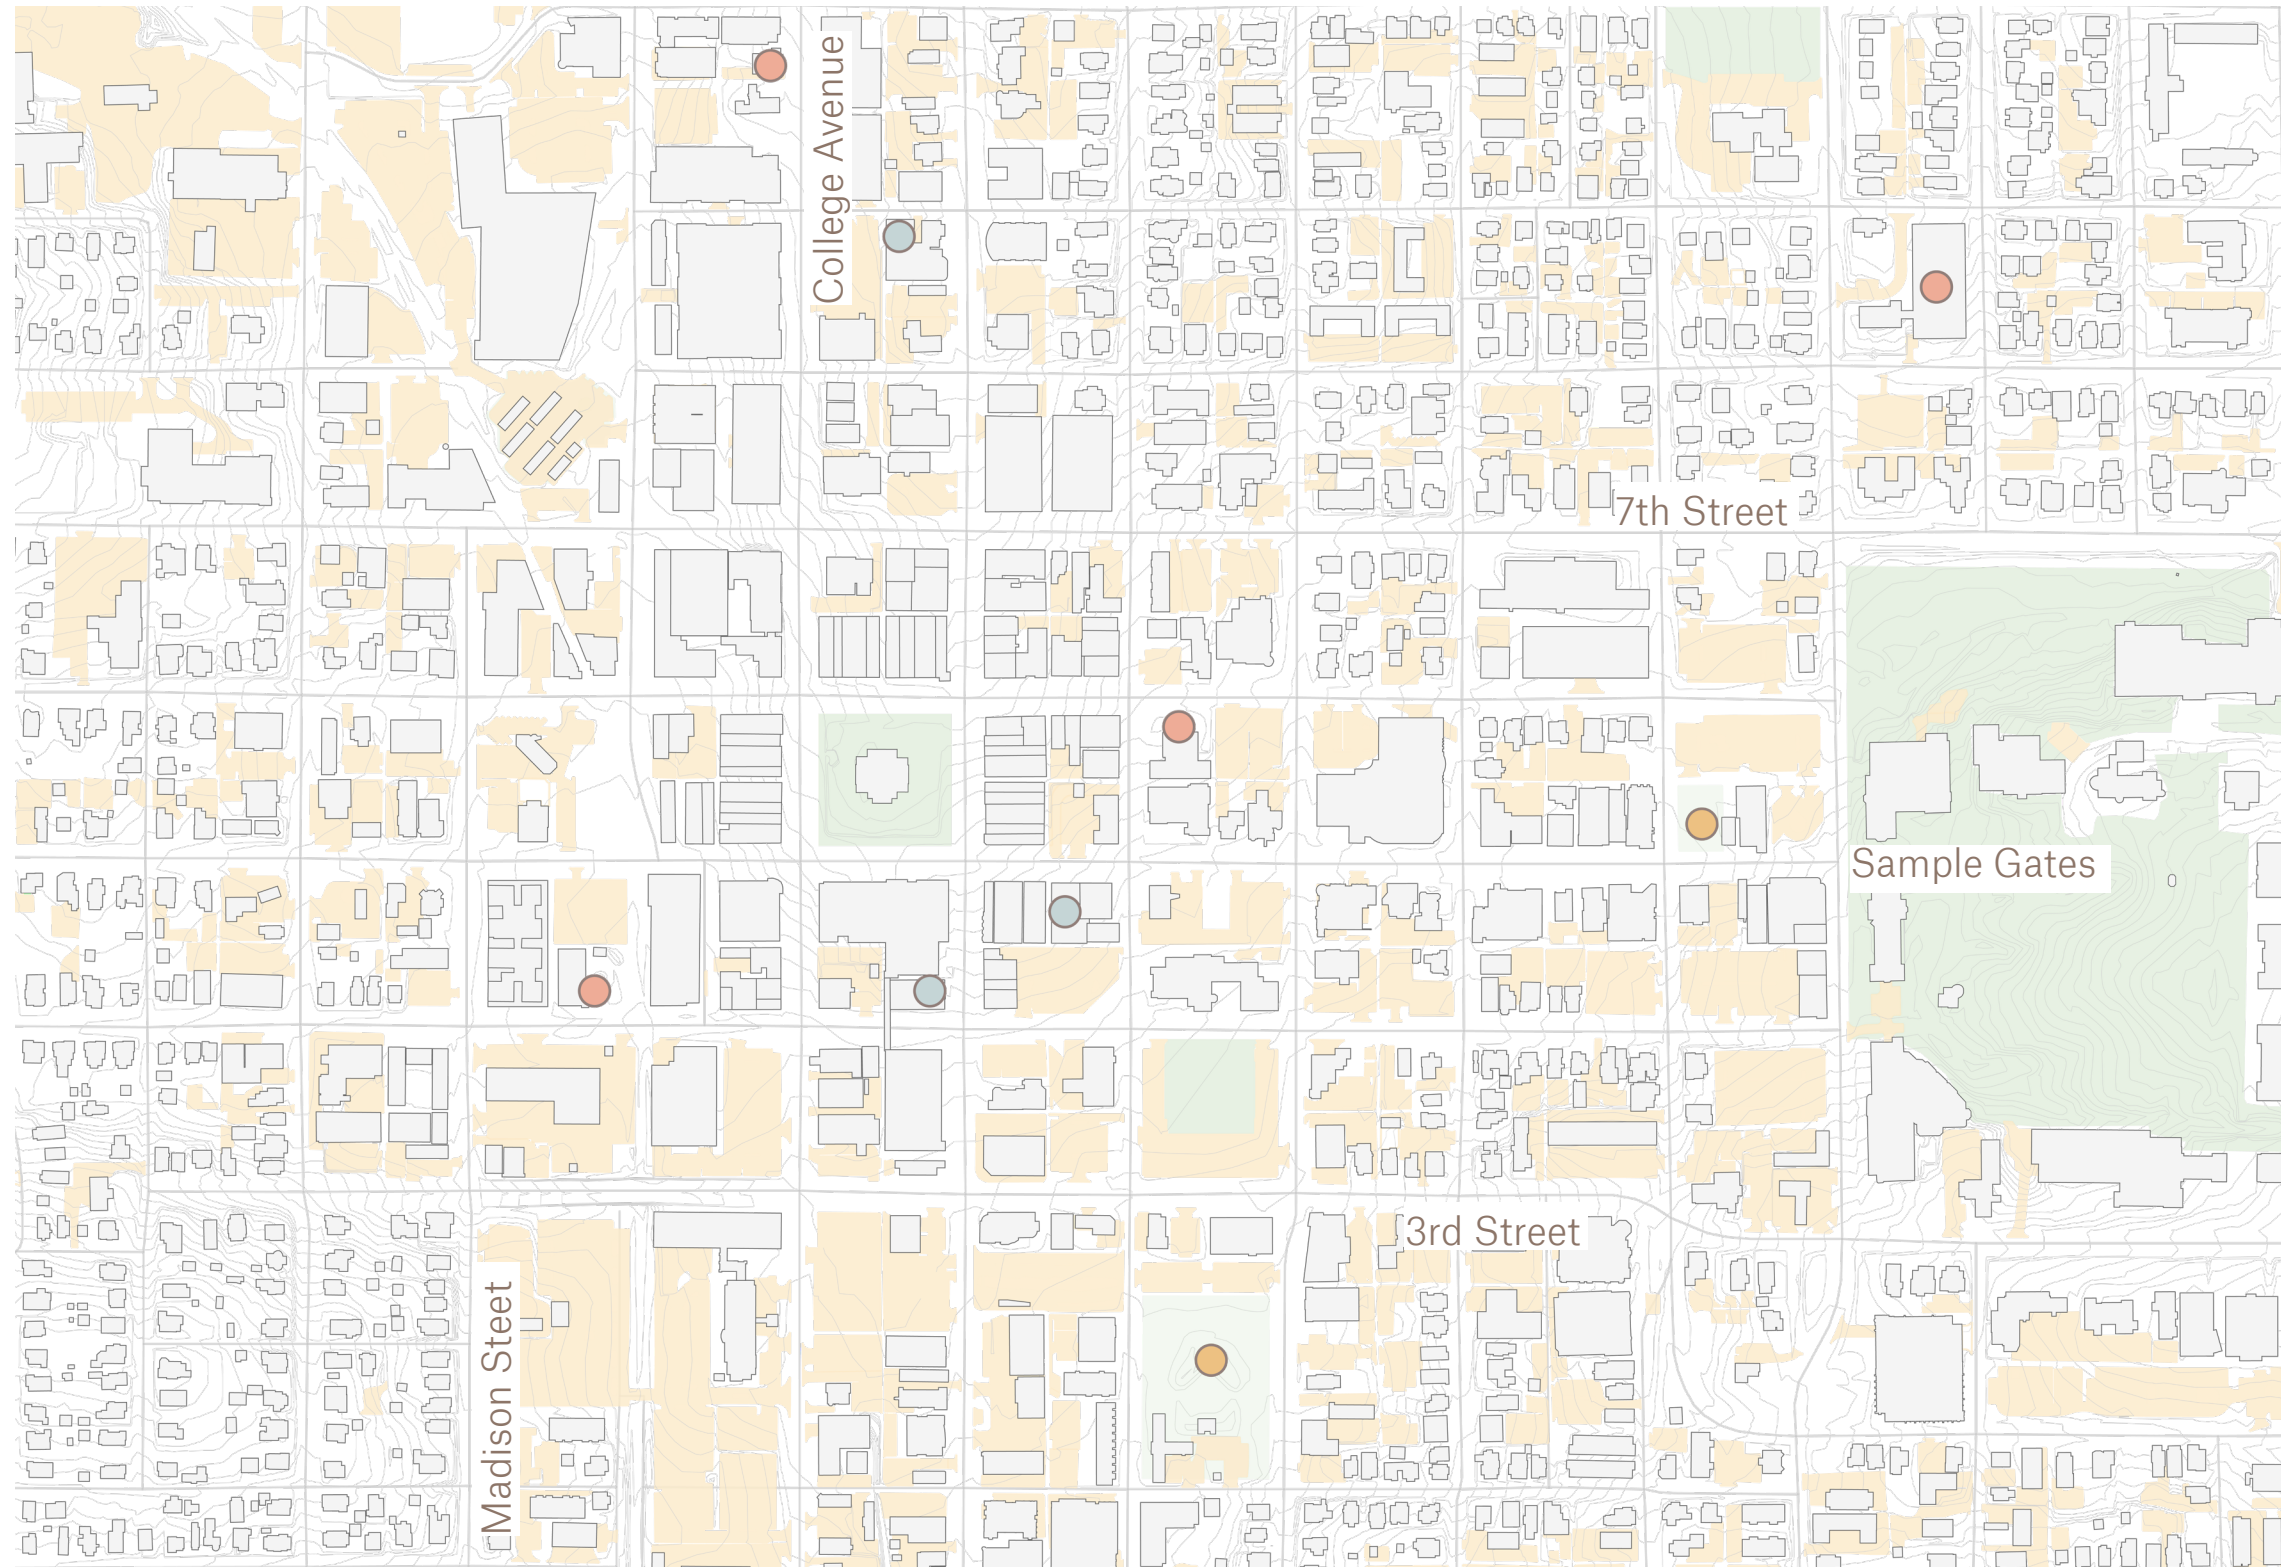 College Avenue
7th Street
Sample Gates
3rd Street
Madison Steet